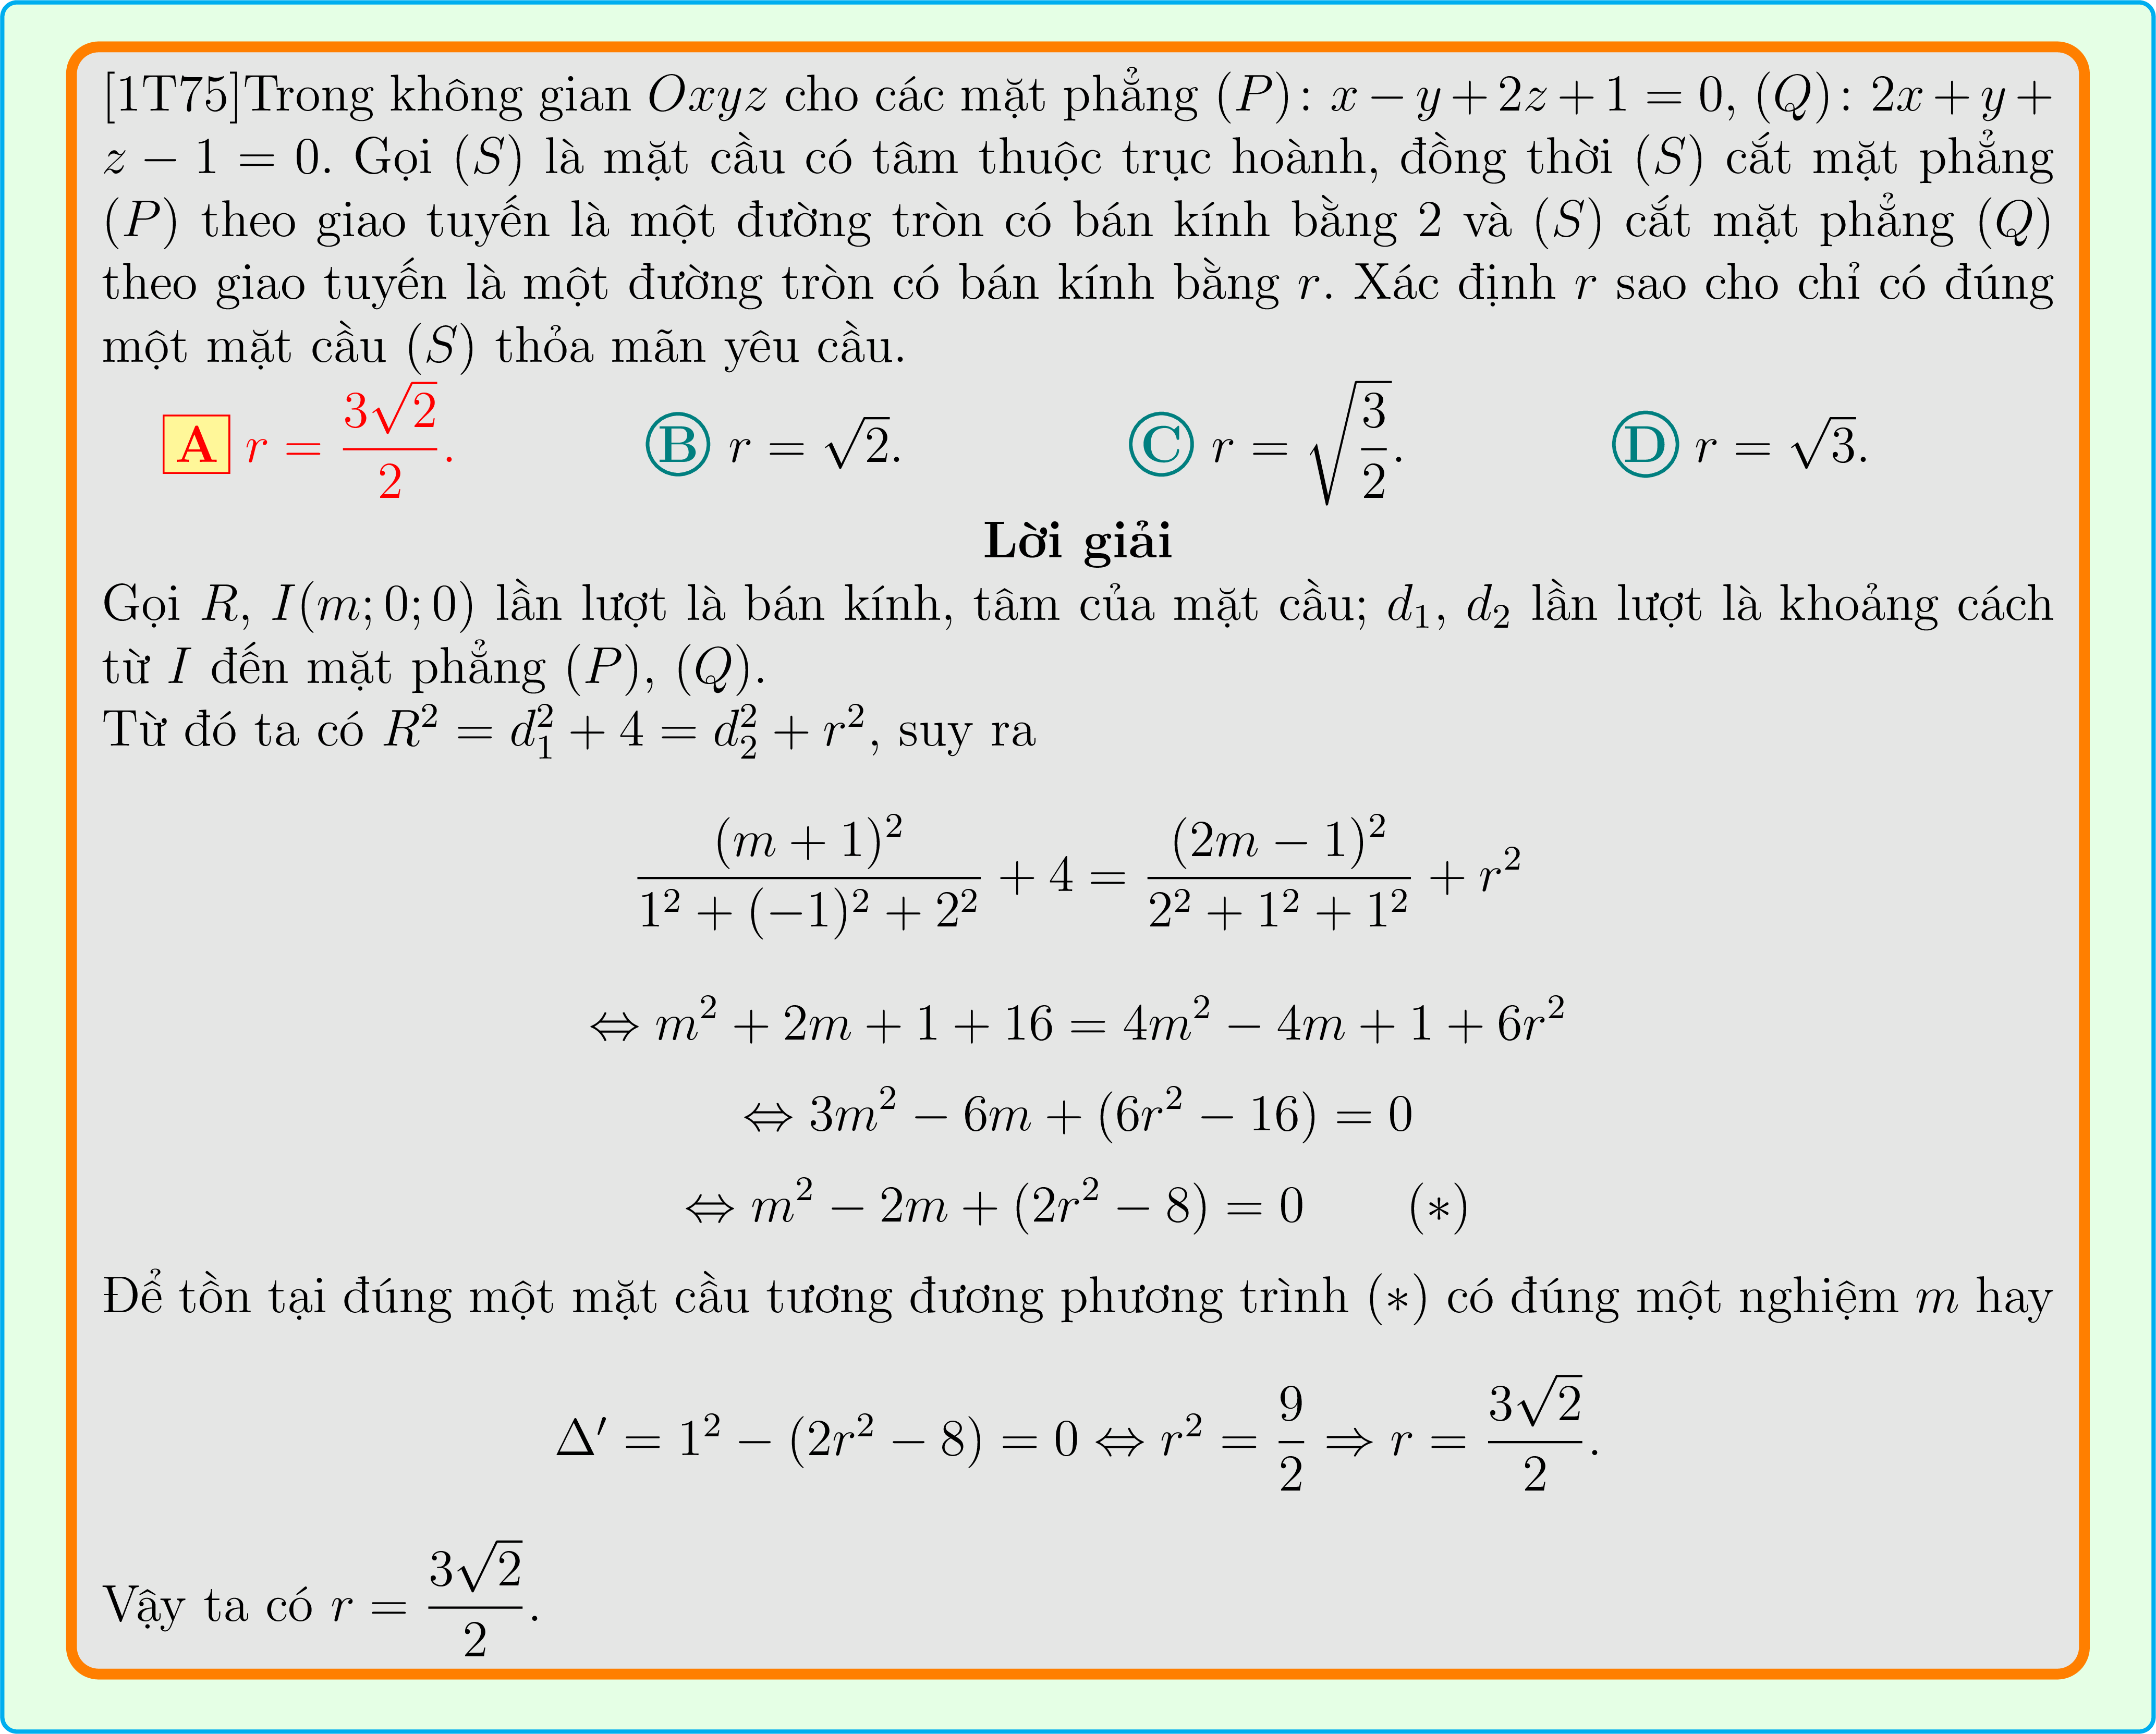 [1T75]Trong không gian Oxyz cho các mặt phẳng (P): x − y + 2z + 1 = 0, (Q): 2x + y +
z − 1 = 0. Gọi (S) là mặt cầu có tâm thuộc trục hoành, đồng thời (S) cắt mặt phẳng
(P) theo giao tuyến là một đường tròn có bán kính bằng 2 và (S) cắt mặt phẳng (Q)
theo giao tuyến là một đường tròn có bán kính bằng r. Xác định r sao cho chỉ có đúng
một mặt cầu (S) thỏa mãn yêu cầu.
A r = \frac{3\sqrt{2}}{2}. B r = \sqrt{2}. C r = \sqrt{\frac{3}{2}}. D r = \sqrt{3}.
Lời giải
Gọi R, I(m; 0; 0) lần lượt là bán kính, tâm của mặt cầu; d_1, d_2 lần lượt là khoảng cách
từ I đến mặt phẳng (P), (Q).
Từ đó ta có R^2 = d_1^2 + 4 = d_2^2 + r^2, suy ra
\frac{(m + 1)^2}{1^2 + (−1)^2 + 2^2} + 4 = \frac{(2m − 1)^2}{2^2 + 1^2 + 1^2} + r^2
⇔ m^2 + 2m + 1 + 16 = 4m^2 − 4m + 1 + 6r^2
⇔ 3m^2 − 6m + (6r^2 − 16) = 0
⇔ m^2 − 2m + (2r^2 − 8) = 0 (∗)
Để tồn tại đúng một mặt cầu tương đương phương trình (∗) có đúng một nghiệm m hay
Δ′ = 1^2 − (2r^2 − 8) = 0 ⇔ r^2 = \frac{9}{2} ⇒ r = \frac{3\sqrt{2}}{2}.
Vậy ta có r = \frac{3\sqrt{2}}{2}.